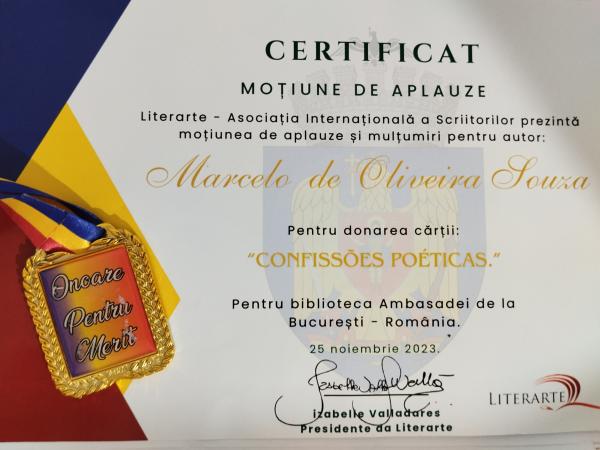 CERTIFICAT
MOȚIUNE DE APLAUZE
Literarte - Asociația Internațională a Scriitorilor prezintă
moțiunea de aplauze și mulțumiri pentru autor:
Marcelo de Oliveira Souza
Pentru donarea cărții:
"CONFISSÕES POÉTICAS."
Pentru biblioteca Ambasadei de la
București - România.
25 noiembrie 2023.
izabelle Valladares
Presidente da Literarte
LITERARTE
Onoare
Pentru
Merit